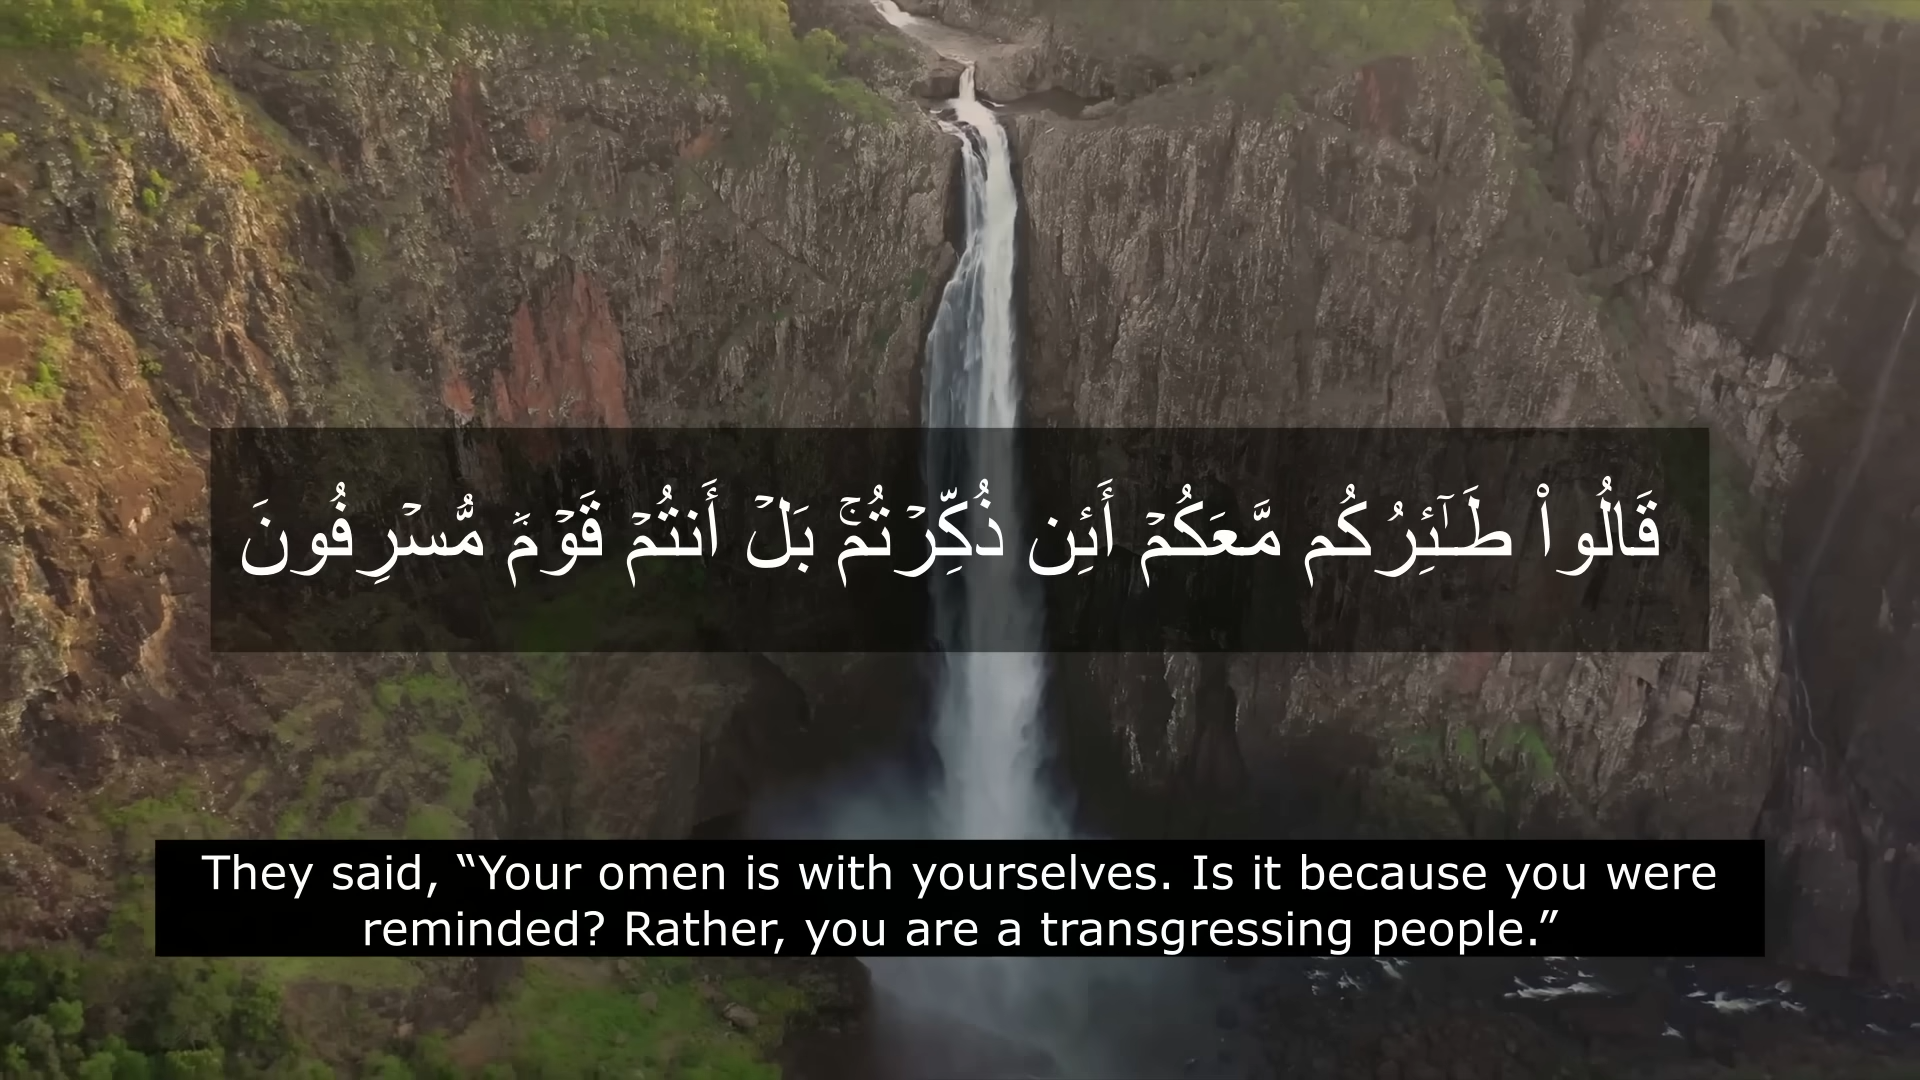 قَالُوا۟ طَـٰٓئِرُكُم مَّعَكُمْ أَئِن ذُكِّرْتُمۚ بَلْ أَنتُمْ قَوْمٌ مُّسْرِفُونَ
They said, “Your omen is with yourselves. Is it because you were
reminded? Rather, you are a transgressing people.”